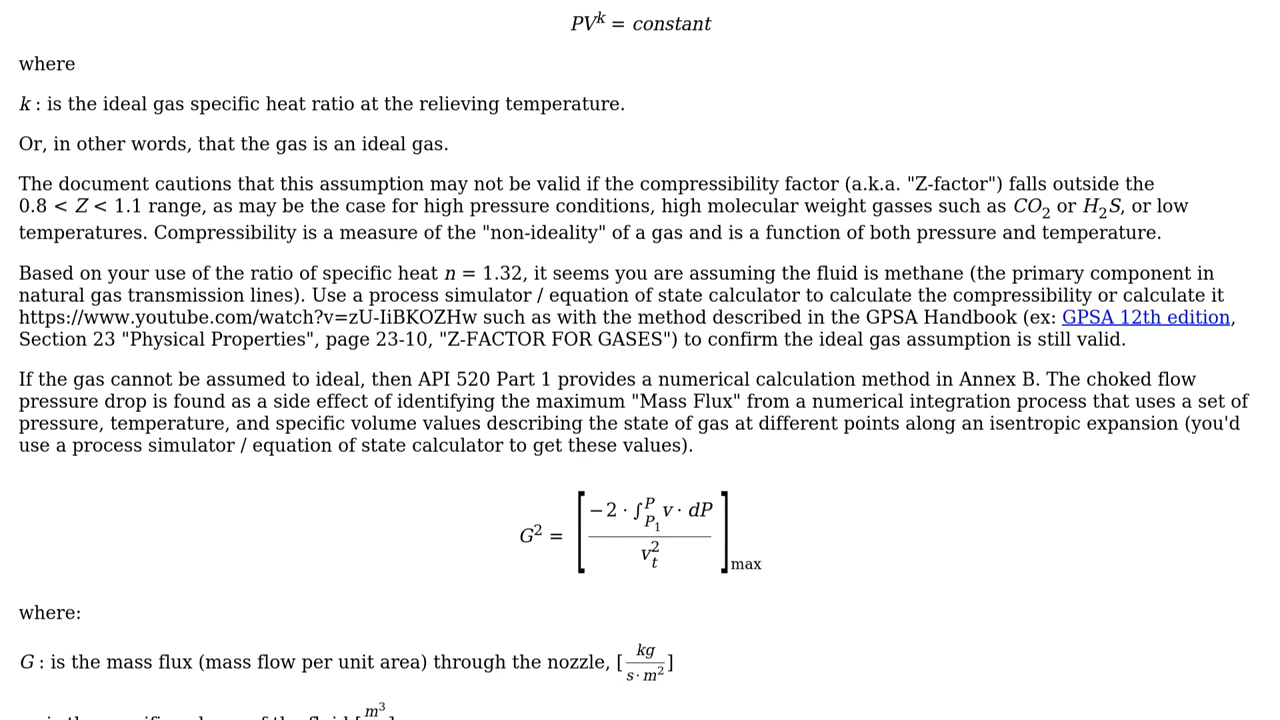 PV^k = constant
where
k : is the ideal gas specific heat ratio at the relieving temperature.
Or, in other words, that the gas is an ideal gas.
The document cautions that this assumption may not be valid if the compressibility factor (a.k.a. "Z-factor") falls outside the
0.8 < Z < 1.1 range, as may be the case for high pressure conditions, high molecular weight gasses such as CO₂ or H₂S, or low
temperatures. Compressibility is a measure of the "non-ideality" of a gas and is a function of both pressure and temperature.
Based on your use of the ratio of specific heat n = 1.32, it seems you are assuming the fluid is methane (the primary component in
natural gas transmission lines). Use a process simulator / equation of state calculator to calculate the compressibility or calculate it
https://www.youtube.com/watch?v=zU-IiBKOZHw such as with the method described in the GPSA Handbook (ex: GPSA 12th edition,
Section 23 "Physical Properties", page 23-10, "Z-FACTOR FOR GASES") to confirm the ideal gas assumption is still valid.
If the gas cannot be assumed to ideal, then API 520 Part 1 provides a numerical calculation method in Annex B. The choked flow
pressure drop is found as a side effect of identifying the maximum "Mass Flux" from a numerical integration process that uses a set of
pressure, temperature, and specific volume values describing the state of gas at different points along an isentropic expansion (you'd
use a process simulator / equation of state calculator to get these values).
G² = [ (−2 · ∫_{P₁}^{P} v · dP) / v_t² ]_max
where:
G : is the mass flux (mass flow per unit area) through the nozzle, [kg / s · m²]
m³